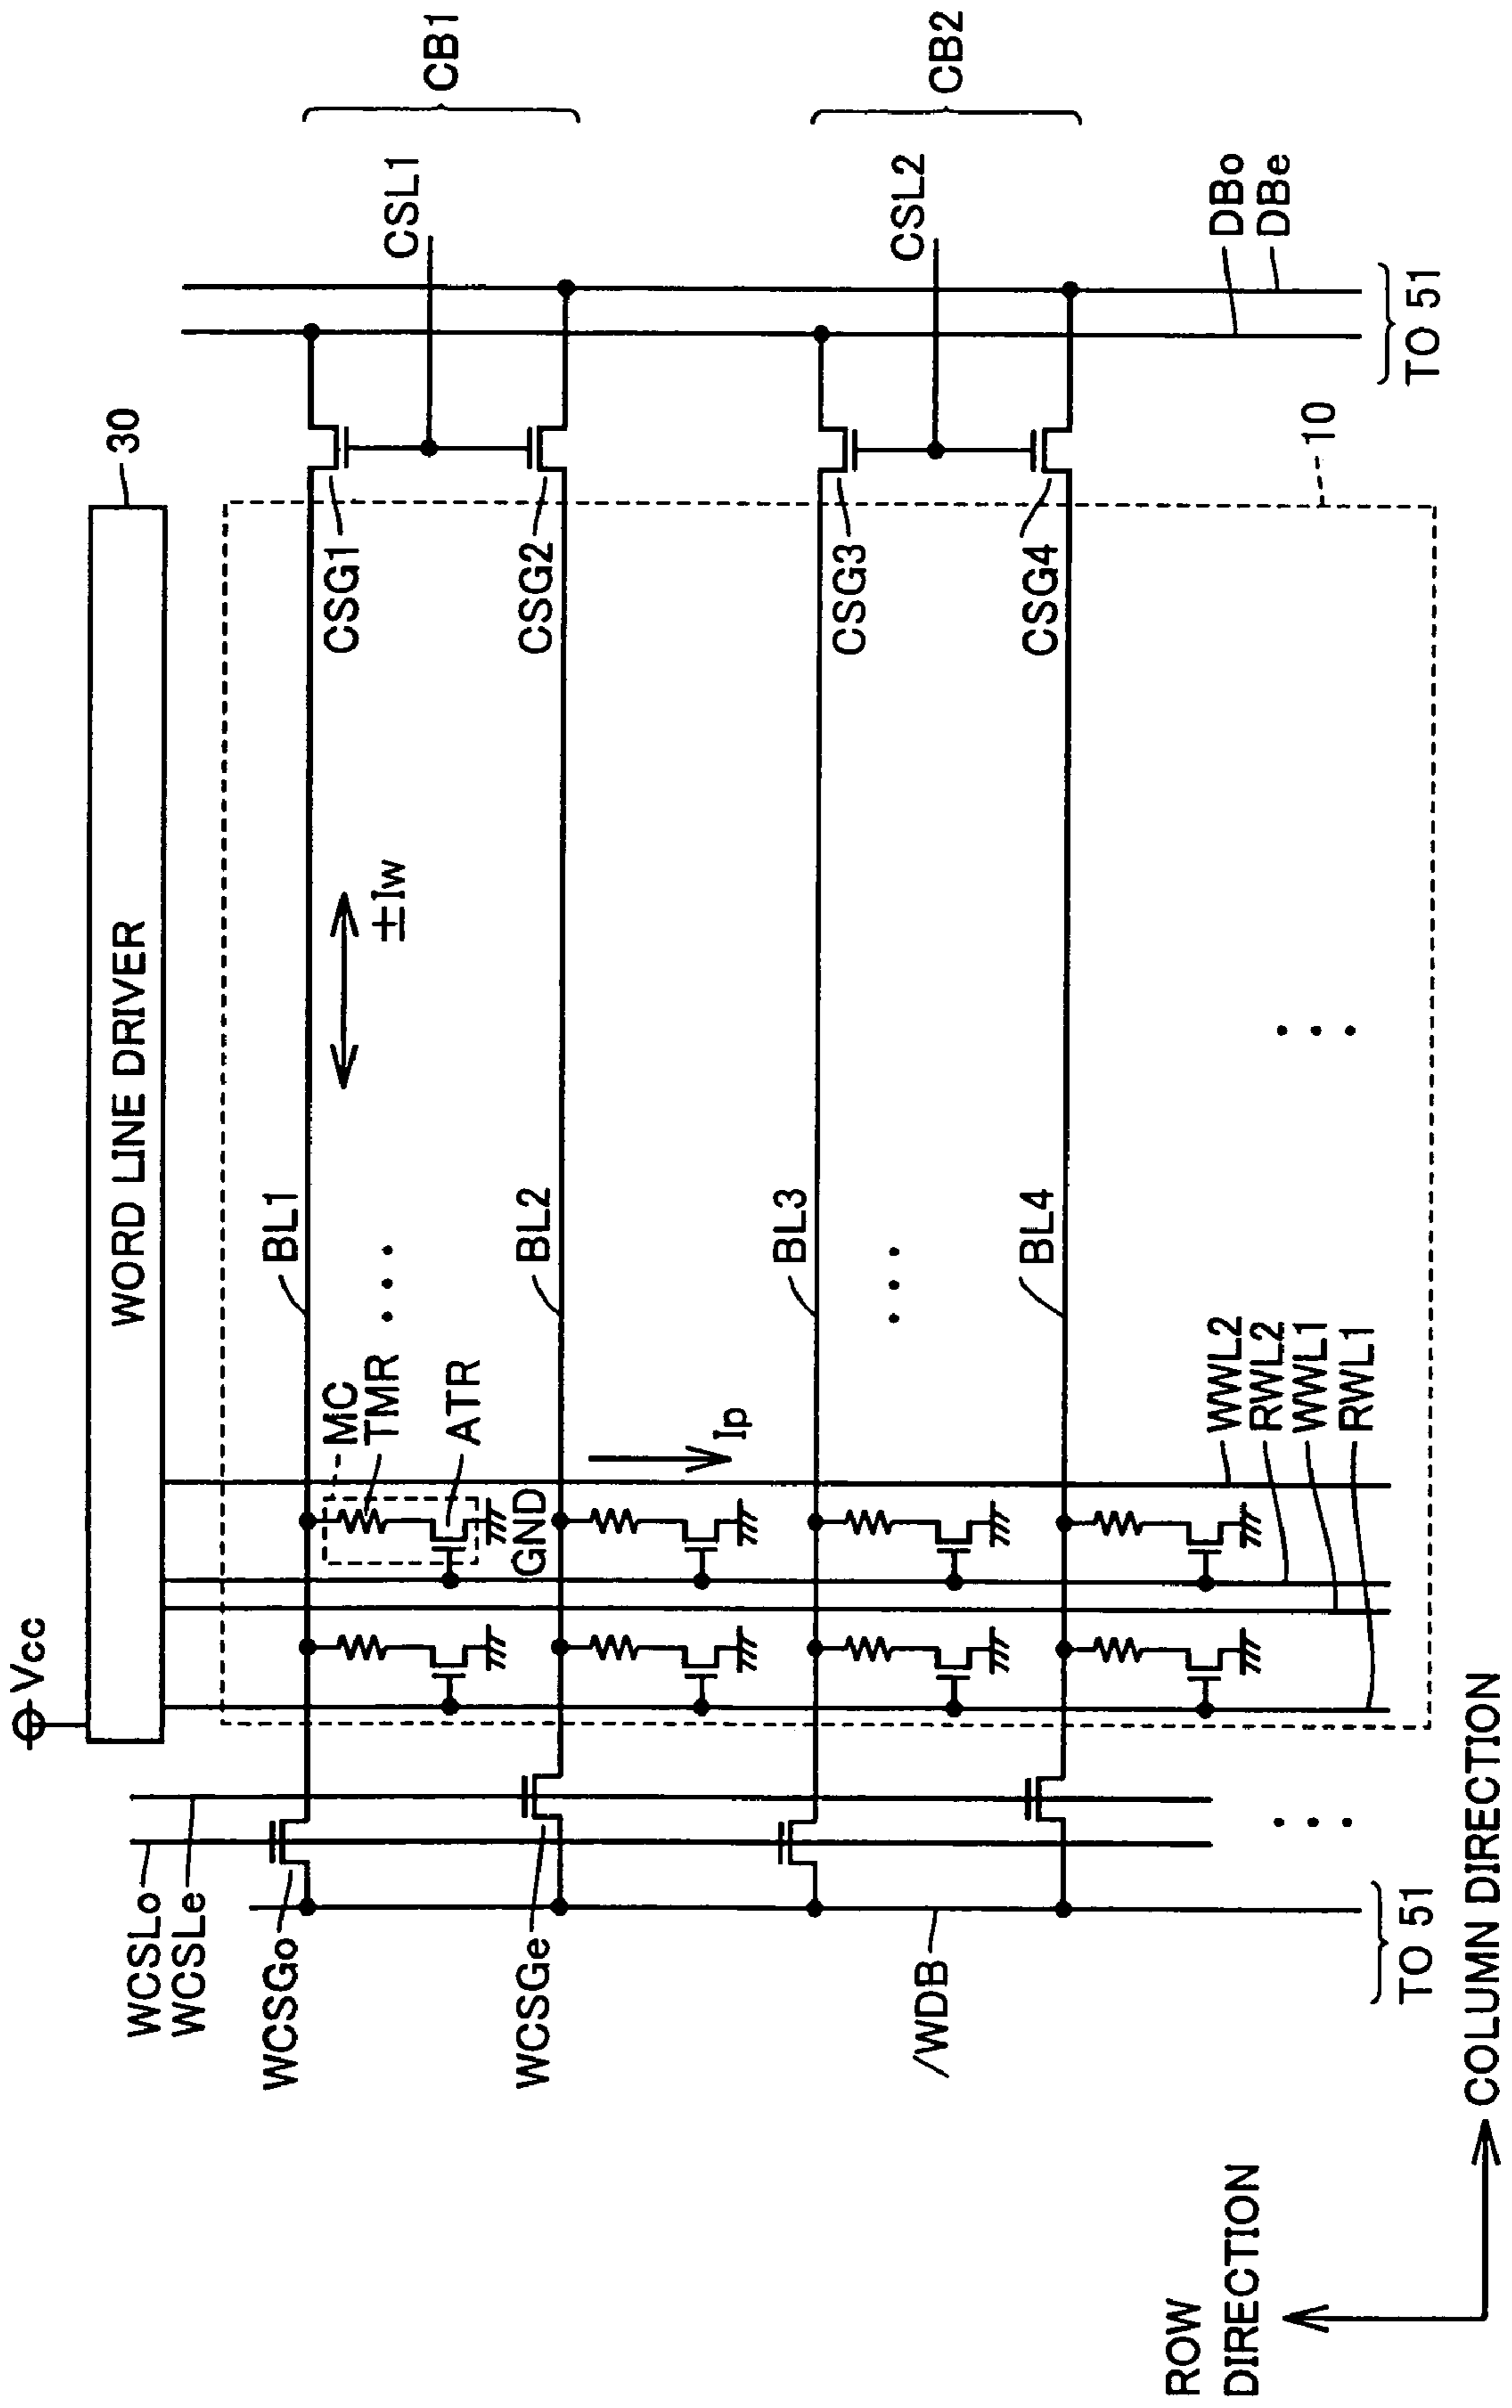 Vcc
WORD LINE DRIVER
30
WCSLo
WCSLe
WCSGo
BL1
±Iw
CSG1
CSL1
CB1
MC
TMR
ATR
GND
WCSGe
BL2
CSG2
Ip
BL3
CSG3
CSL2
CB2
/WDB
BL4
CSG4
WWL2
RWL2
WWL1
RWL1
DBo
DBe
10
TO 51
TO 51
ROW
DIRECTION
COLUMN DIRECTION